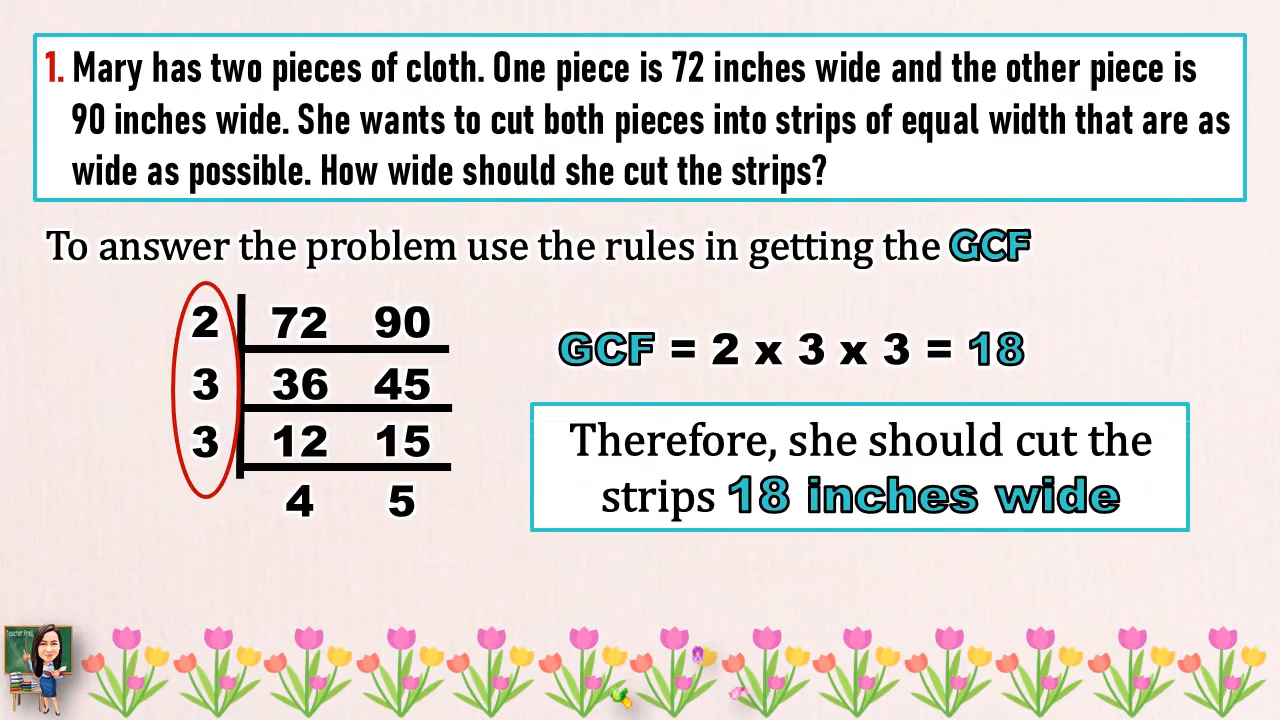 1. Mary has two pieces of cloth. One piece is 72 inches wide and the other piece is
90 inches wide. She wants to cut both pieces into strips of equal width that are as
wide as possible. How wide should she cut the strips?
To answer the problem use the rules in getting the GCF
2 72 90
3 36 45
3 12 15
4 5
GCF = 2 x 3 x 3 = 18
Therefore, she should cut the
strips 18 inches wide